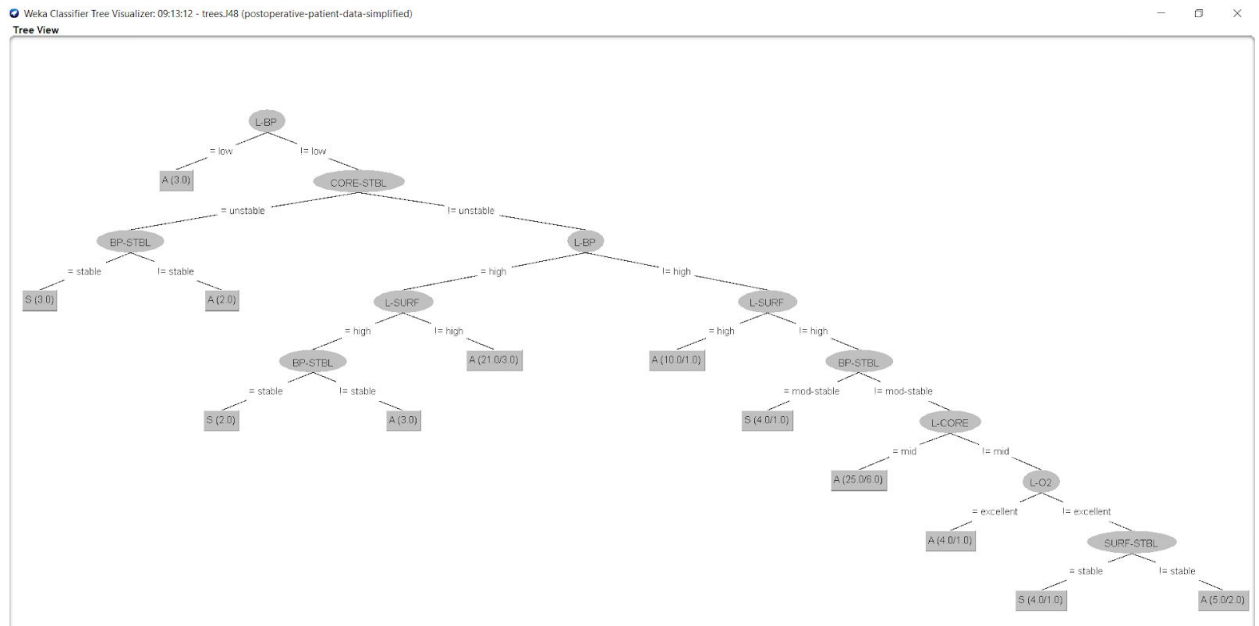 Weka Classifier Tree Visualizer: 09:13:12 - trees.J48 (postoperative-patient-data-simplified)
Tree View
L-BP
= low
!= low
A (3.0)
CORE-STBL
= unstable
!= unstable
BP-STBL
L-BP
= stable
!= stable
= high
!= high
S (3.0)
A (2.0)
L-SURF
L-SURF
= high
!= high
= high
!= high
BP-STBL
A (21.0/3.0)
A (10.0/1.0)
BP-STBL
= stable
!= stable
= mod-stable
!= mod-stable
S (2.0)
A (3.0)
S (4.0/1.0)
L-CORE
= mid
!= mid
A (25.0/6.0)
L-O2
= excellent
!= excellent
A (4.0/1.0)
SURF-STBL
= stable
!= stable
S (4.0/1.0)
A (5.0/2.0)